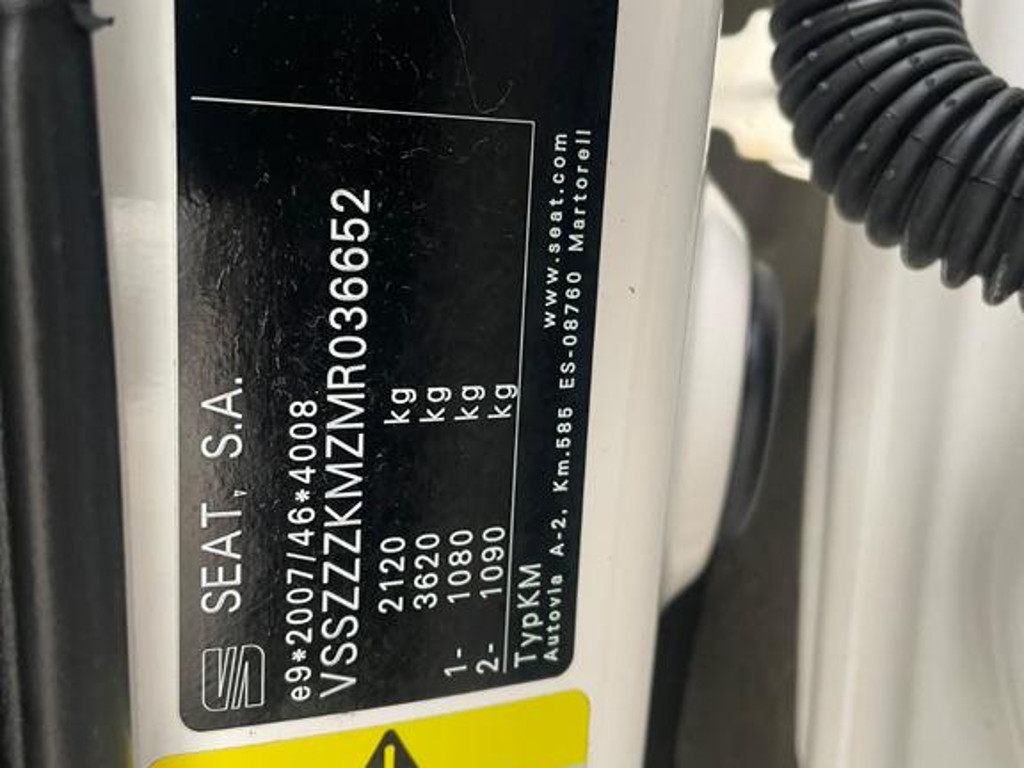 SEAT, S.A.
e9*2007/46*4008
VSSZZZKMZMR036652
2120 kg
3620 kg
1- 1080 kg
2- 1090 kg
TypKM www.seat.com
Autovia A-2, Km.585 ES-08760 Martorell